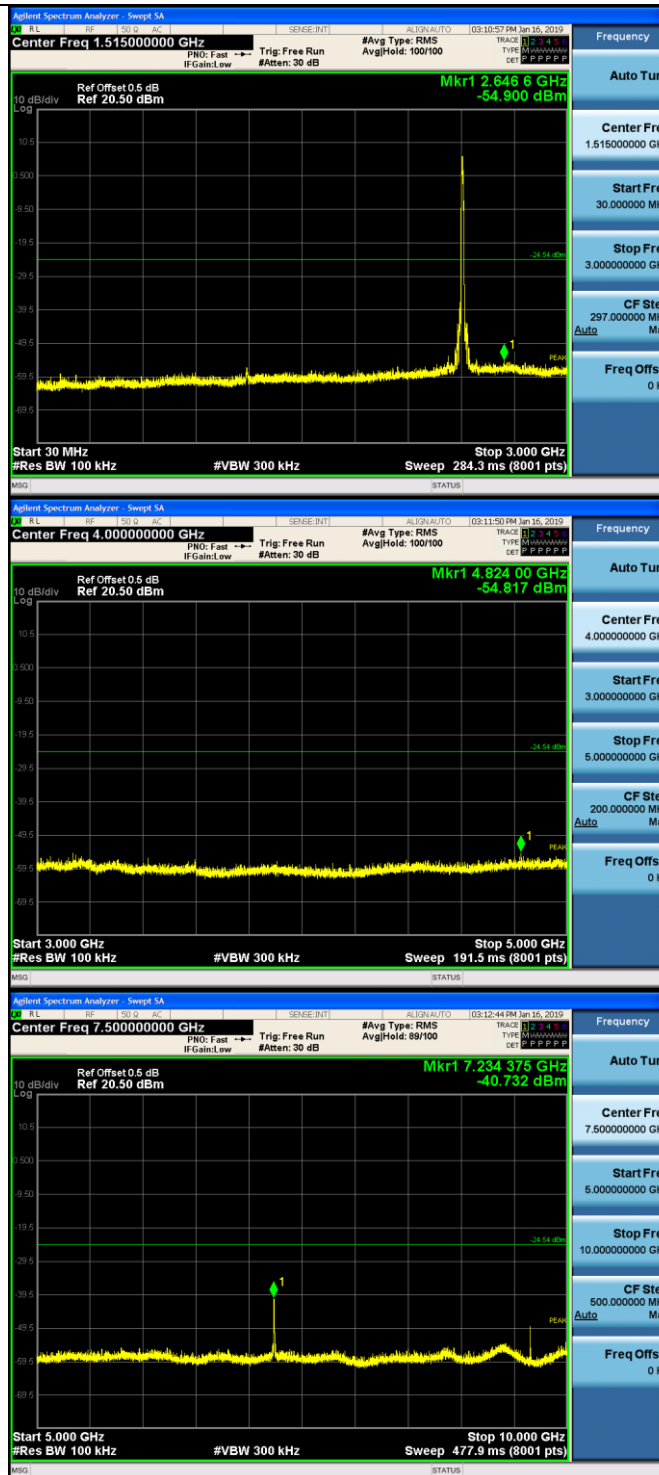 Agilent Spectrum Analyzer - Swept SA
RL RF 50 Ω AC SENSE:INT ALIGN AUTO 03:10:57 PM Jan 16, 2019
Center Freq 1.515000000 GHz #Avg Type: RMS TRACE 1 2 3 4 5 6 Frequency
PNO: Fast Trig: Free Run Avg|Hold: 100/100 TYPE M
IFGain:Low #Atten: 30 dB DET P P P P P P
Auto Tun
Mkr1 2.646 6 GHz
Ref Offset 0.5 dB
10 dB/div Ref 20.50 dBm -54.900 dBm
Log
Center Fre
10.5 1.515000000 GH
0.500
Start Fre
-9.50 30.000000 MH
-19.5
-24.54 dBm
Stop Fre
-29.5 3.000000000 GH
-39.5
CF Ste
297.000000 MH
-49.5 1 Auto Ma
PEAK
-59.5
Freq Offs
0 H
-69.5
Start 30 MHz Stop 3.000 GHz
#Res BW 100 kHz #VBW 300 kHz Sweep 284.3 ms (8001 pts)
MSG STATUS
Agilent Spectrum Analyzer - Swept SA
RL RF 50 Ω AC SENSE:INT ALIGN AUTO 03:11:50 PM Jan 16, 2019
Center Freq 4.000000000 GHz #Avg Type: RMS TRACE 1 2 3 4 5 6 Frequency
PNO: Fast Trig: Free Run Avg|Hold: 100/100 TYPE M
IFGain:Low #Atten: 30 dB DET P P P P P P
Auto Tun
Mkr1 4.824 00 GHz
Ref Offset 0.5 dB
10 dB/div Ref 20.50 dBm -54.817 dBm
Log
Center Fre
10.5 4.000000000 GH
0.500
Start Fre
-9.50 3.000000000 GH
-19.5
-24.54 dBm
Stop Fre
-29.5 5.000000000 GH
-39.5
CF Ste
200.000000 MH
-49.5 1 Auto Ma
PEAK
-59.5
Freq Offs
0 H
-69.5
Start 3.000 GHz Stop 5.000 GHz
#Res BW 100 kHz #VBW 300 kHz Sweep 191.5 ms (8001 pts)
MSG STATUS
Agilent Spectrum Analyzer - Swept SA
RL RF 50 Ω AC SENSE:INT ALIGN AUTO 03:12:44 PM Jan 16, 2019
Center Freq 7.500000000 GHz #Avg Type: RMS TRACE 1 2 3 4 5 6 Frequency
PNO: Fast Trig: Free Run Avg|Hold: 89/100 TYPE M
IFGain:Low #Atten: 30 dB DET P P P P P P
Auto Tun
Mkr1 7.234 375 GHz
Ref Offset 0.5 dB
10 dB/div Ref 20.50 dBm -40.732 dBm
Log
Center Fre
10.5 7.500000000 GH
0.500
Start Fre
-9.50 5.000000000 GH
-19.5
-24.54 dBm
Stop Fre
-29.5 10.000000000 GH
1
-39.5
CF Ste
500.000000 MH
-49.5 PEAK Auto Ma
-59.5
Freq Offs
0 H
-69.5
Start 5.000 GHz Stop 10.000 GHz
#Res BW 100 kHz #VBW 300 kHz Sweep 477.9 ms (8001 pts)
MSG STATUS